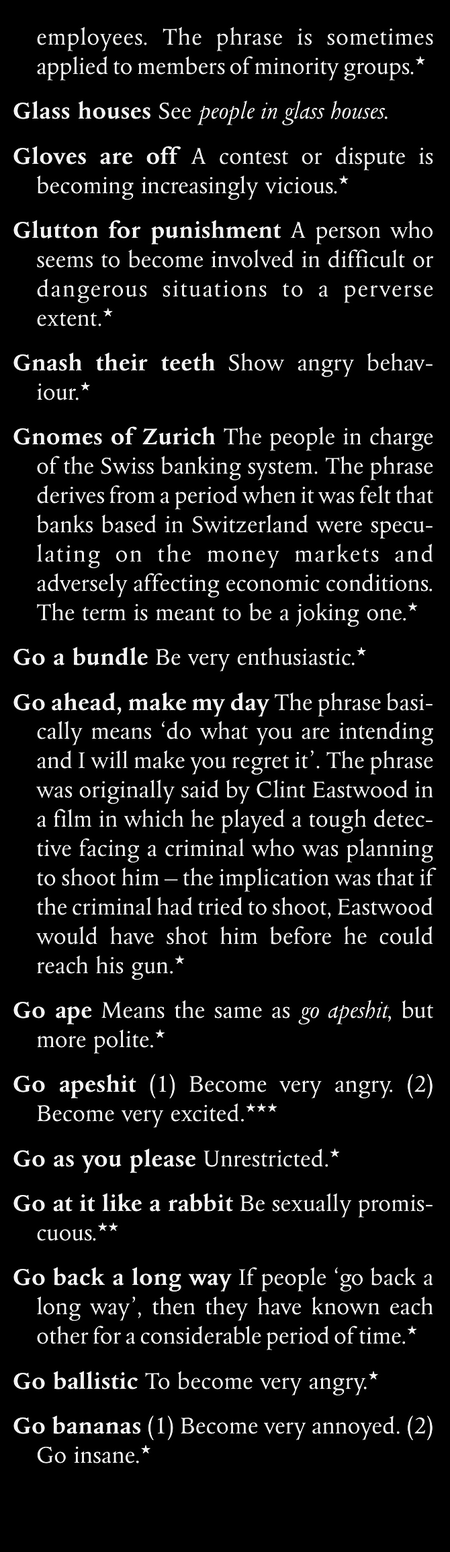 employees. The phrase is sometimes
applied to members of minority groups.★
Glass houses See people in glass houses.
Gloves are off A contest or dispute is
becoming increasingly vicious.★
Glutton for punishment A person who
seems to become involved in difficult or
dangerous situations to a perverse
extent.★
Gnash their teeth Show angry behav-
iour.★
Gnomes of Zurich The people in charge
of the Swiss banking system. The phrase
derives from a period when it was felt that
banks based in Switzerland were specu-
lating on the money markets and
adversely affecting economic conditions.
The term is meant to be a joking one.★
Go a bundle Be very enthusiastic.★
Go ahead, make my day The phrase basi-
cally means ‘do what you are intending
and I will make you regret it’. The phrase
was originally said by Clint Eastwood in
a film in which he played a tough detec-
tive facing a criminal who was planning
to shoot him – the implication was that if
the criminal had tried to shoot, Eastwood
would have shot him before he could
reach his gun.★
Go ape Means the same as go apeshit, but
more polite.★
Go apeshit (1) Become very angry. (2)
Become very excited.★★★
Go as you please Unrestricted.★
Go at it like a rabbit Be sexually promis-
cuous.★★
Go back a long way If people ‘go back a
long way’, then they have known each
other for a considerable period of time.★
Go ballistic To become very angry.★
Go bananas (1) Become very annoyed. (2)
Go insane.★